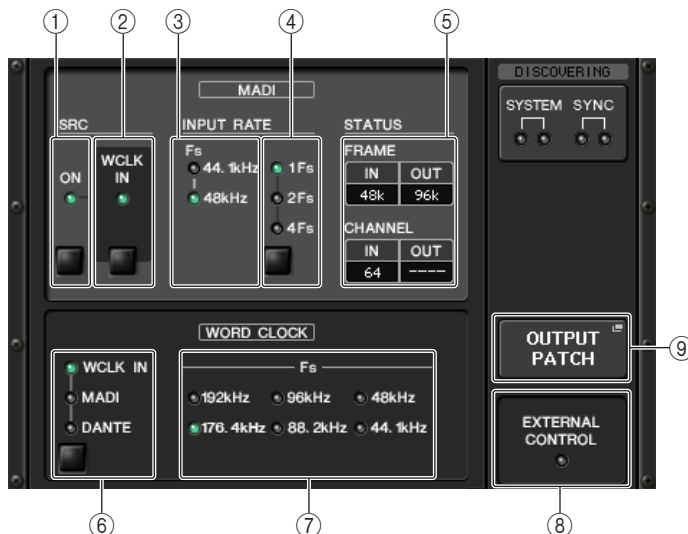 ① ② ③ ④ ⑤
DISCOVERING
MADI
SYSTEM SYNC
SRC
INPUT RATE
STATUS
ON
WCLK IN
Fs
44.1kHz
48kHz
1Fs
2Fs
4Fs
FRAME
IN OUT
48k 96k
CHANNEL
IN OUT
64 ----
WORD CLOCK
WCLK IN
MADI
DANTE
Fs
192kHz 96kHz 48kHz
176.4kHz 88.2kHz 44.1kHz
OUTPUT
PATCH
⑨
EXTERNAL
CONTROL
⑥ ⑦ ⑧